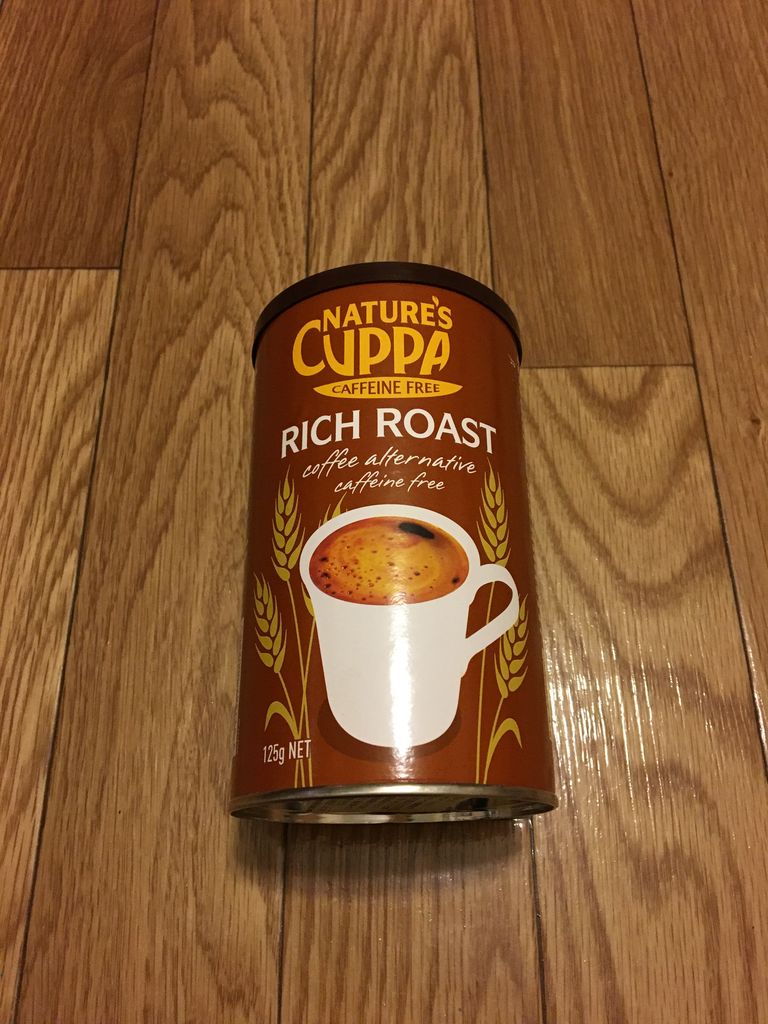 NATURE'S
CUPPA
CAFFEINE FREE
RICH ROAST
coffee alternative
caffeine free
125g NET